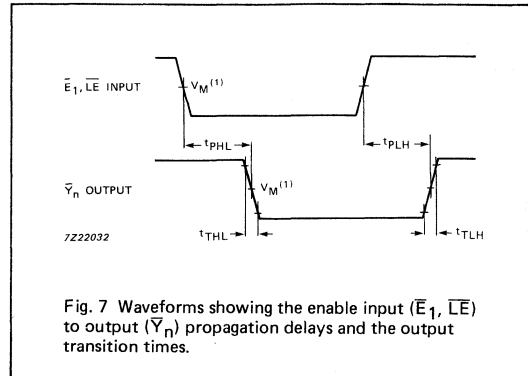 Ē1, L̅E̅ INPUT
VM(1)
tPHL
tPLH
Ȳn OUTPUT
VM(1)
7Z22032
tTHL
tTLH
Fig. 7 Waveforms showing the enable input (Ē1, L̅E̅)
to output (Ȳn) propagation delays and the output
transition times.